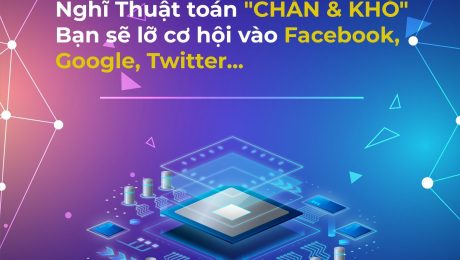 Nghĩ Thuật toán "CHÁN & KHÓ"
Bạn sẽ lỡ cơ hội vào Facebook,
Google, Twitter...